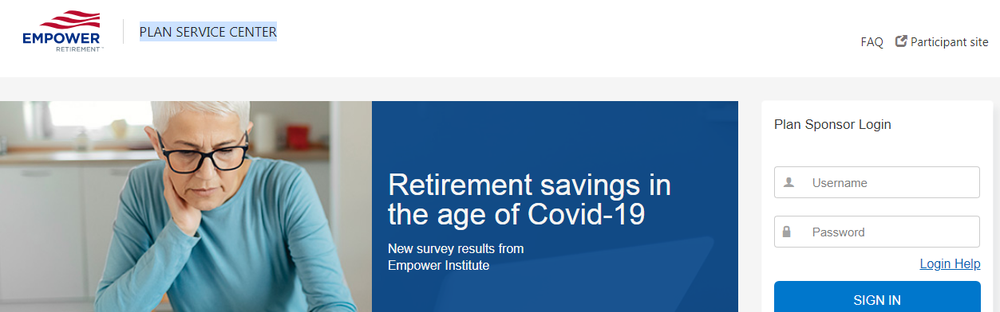 EMPOWER
RETIREMENT™
PLAN SERVICE CENTER
FAQ
Participant site
Retirement savings in
the age of Covid-19
New survey results from
Empower Institute
Plan Sponsor Login
Username
Password
Login Help
SIGN IN